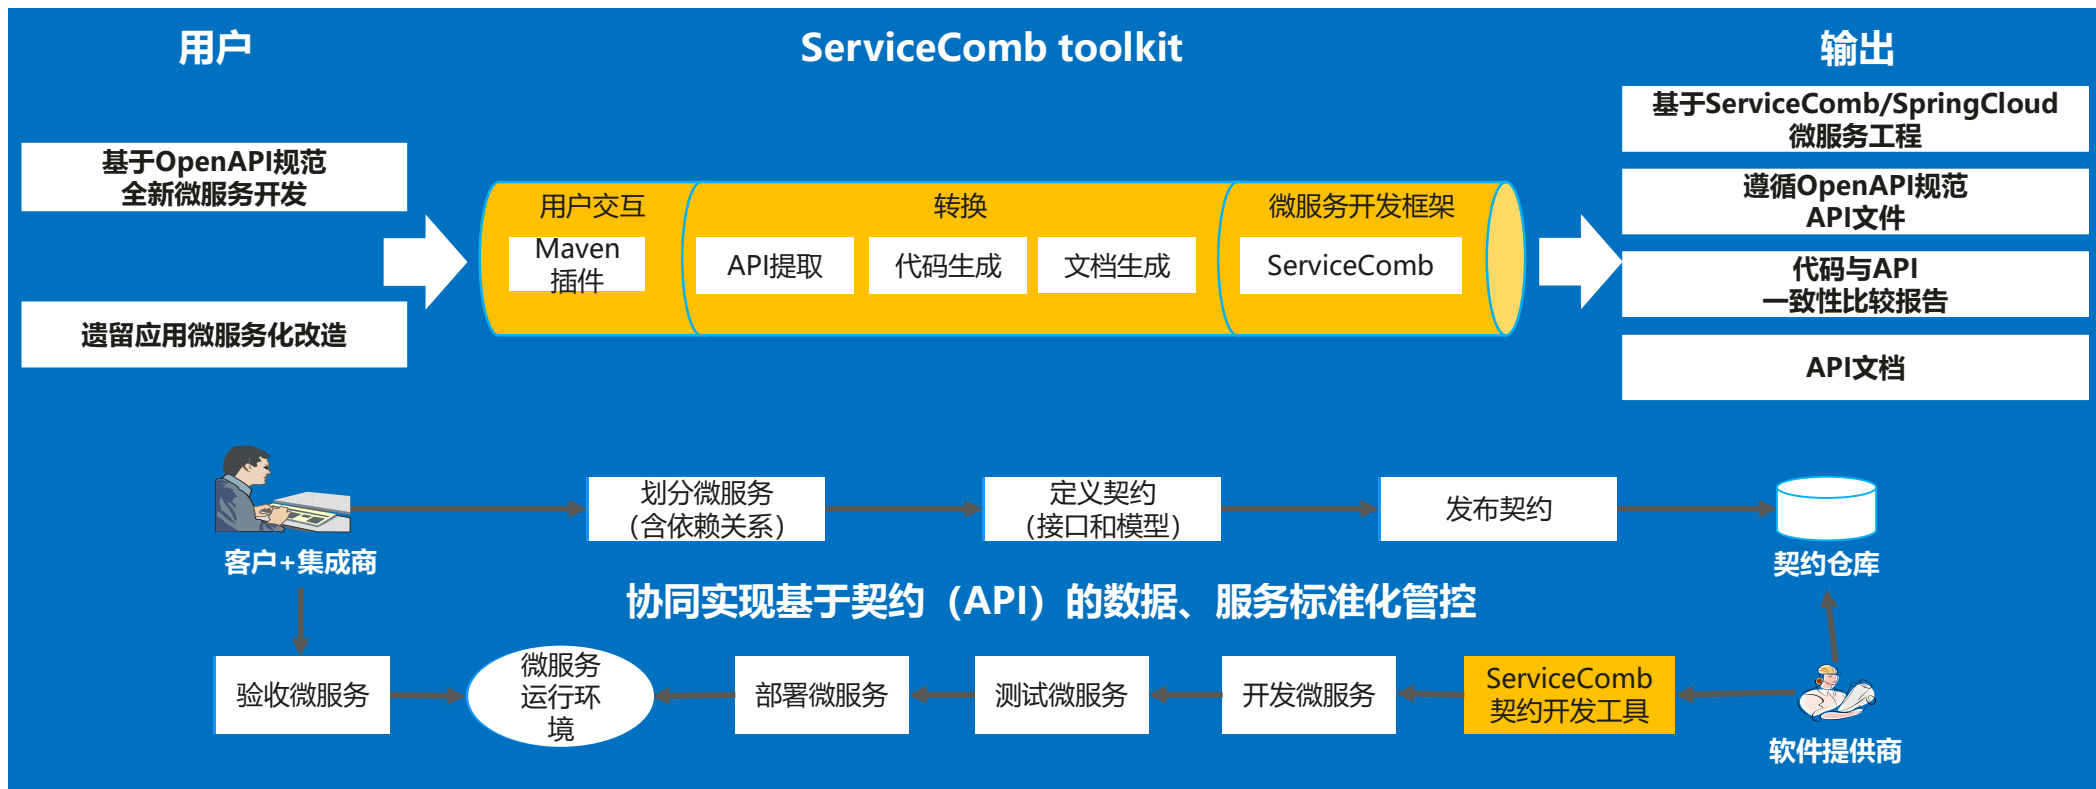 用户
ServiceComb toolkit
输出
基于OpenAPI规范
全新微服务开发
遗留应用微服务化改造
用户交互
Maven
插件
转换
API提取
代码生成
文档生成
微服务开发框架
ServiceComb
基于ServiceComb/SpringCloud
微服务工程
遵循OpenAPI规范
API文件
代码与API
一致性比较报告
API文档
客户+集成商
划分微服务
（含依赖关系）
定义契约
（接口和模型）
发布契约
契约仓库
协同实现基于契约（API）的数据、服务标准化管控
验收微服务
微服务
运行环
境
部署微服务
测试微服务
开发微服务
ServiceComb
契约开发工具
软件提供商